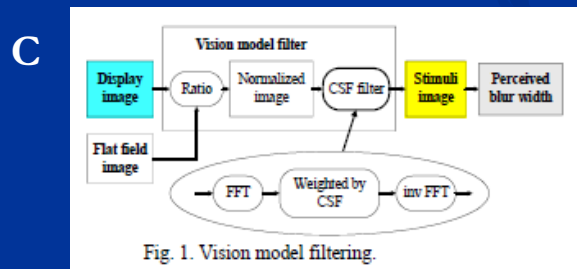 C
Vision model filter
Display
image
Ratio
Normalized
image
CSF filter
Stimuli
image
Perceived
blur width
Flat field
image
FFT
Weighted by
CSF
inv FFT
Fig. 1. Vision model filtering.